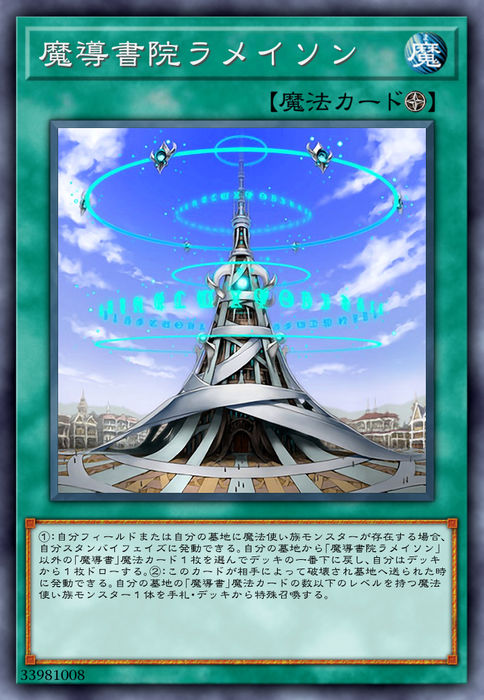 魔導書院ラメイソン
魔
【魔法カード】
①:自分フィールドまたは自分の墓地に魔法使い族モンスターが存在する場合、
自分スタンバイフェイズに発動できる。自分の墓地から「魔導書院ラメイソン」
以外の「魔導書」魔法カード１枚を選んでデッキの一番下に戻し、自分はデッキ
から１枚ドローする。②:このカードが相手によって破壊され墓地へ送られた時
に発動できる。自分の墓地の「魔導書」魔法カードの数以下のレベルを持つ魔法
使い族モンスター１体を手札・デッキから特殊召喚する。
33981008